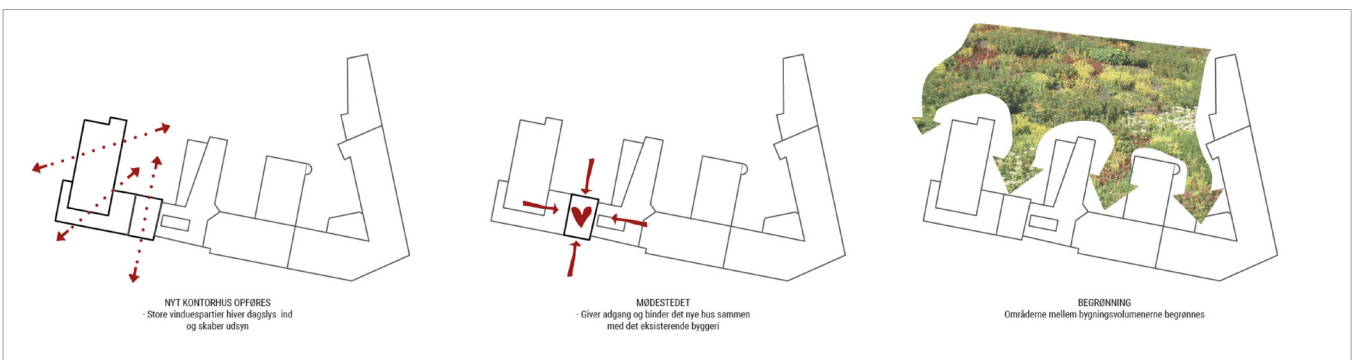 NYT KONTORHUS OPFØRES
- Store vinduespartier hiver dagslys ind
og skaber udsyn
MØDESTEDET
- Giver adgang og binder det nye hus sammen
med det eksisterende byggeri
BEGRØNNING
Områderne mellem bygningsvolumenerne begrønnes